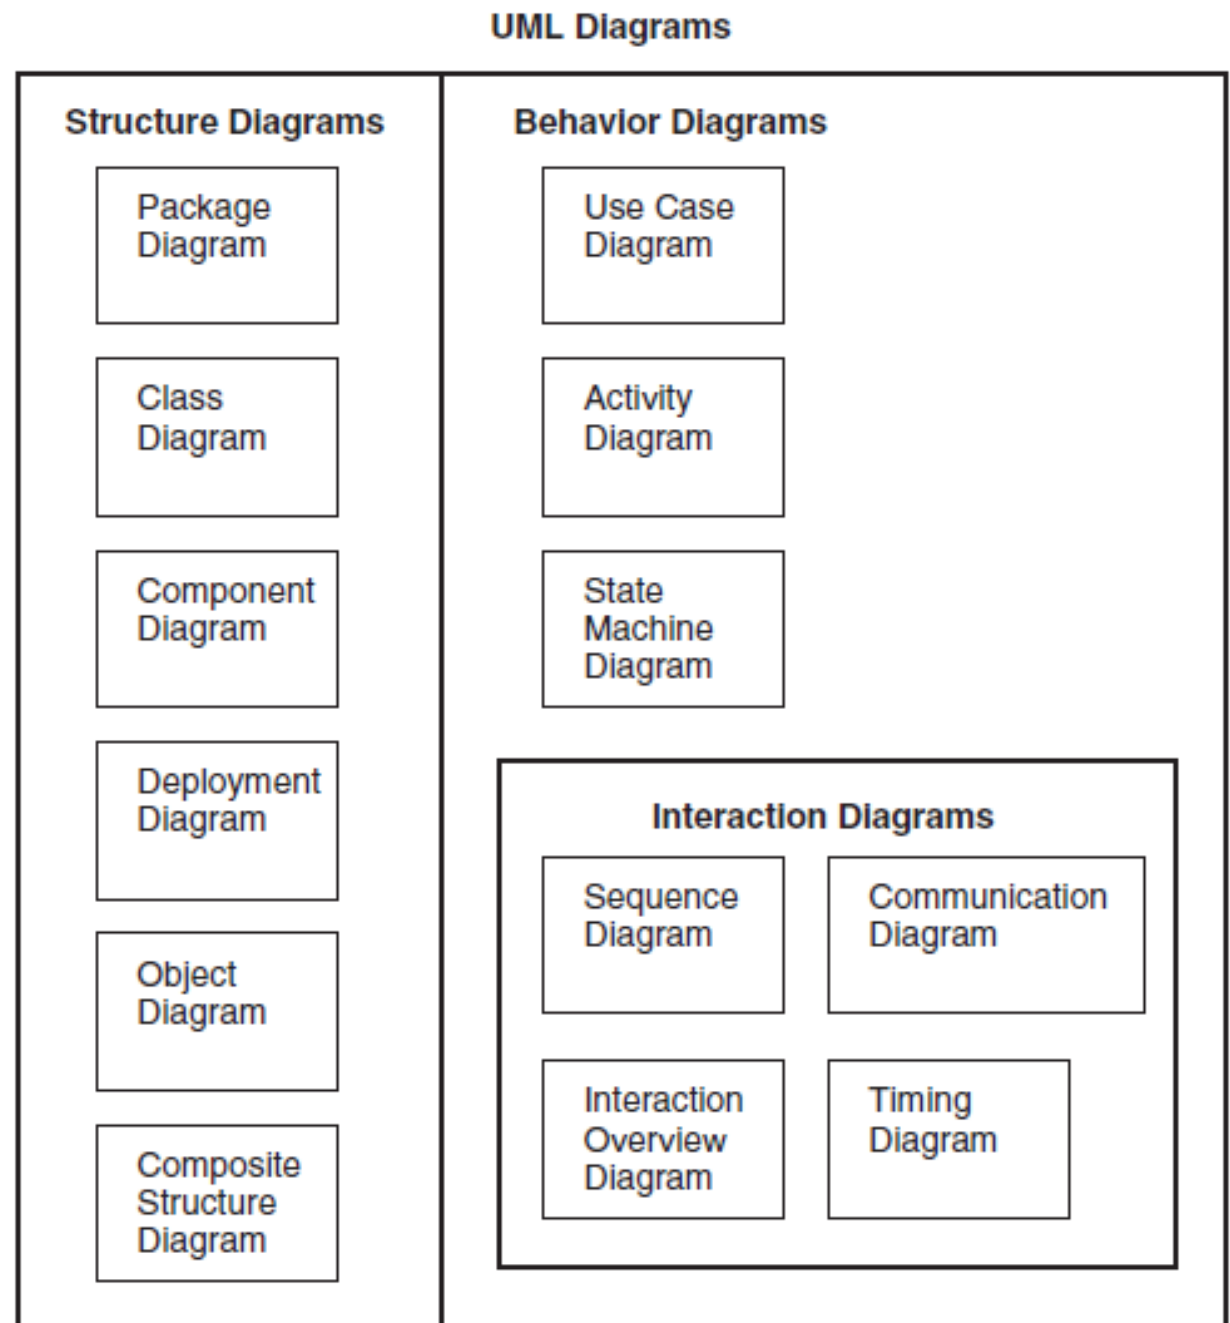 UML Diagrams
Structure Diagrams
Package
Diagram
Class
Diagram
Component
Diagram
Deployment
Diagram
Object
Diagram
Composite
Structure
Diagram
Behavior Diagrams
Use Case
Diagram
Activity
Diagram
State
Machine
Diagram
Interaction Diagrams
Sequence
Diagram
Communication
Diagram
Interaction
Overview
Diagram
Timing
Diagram